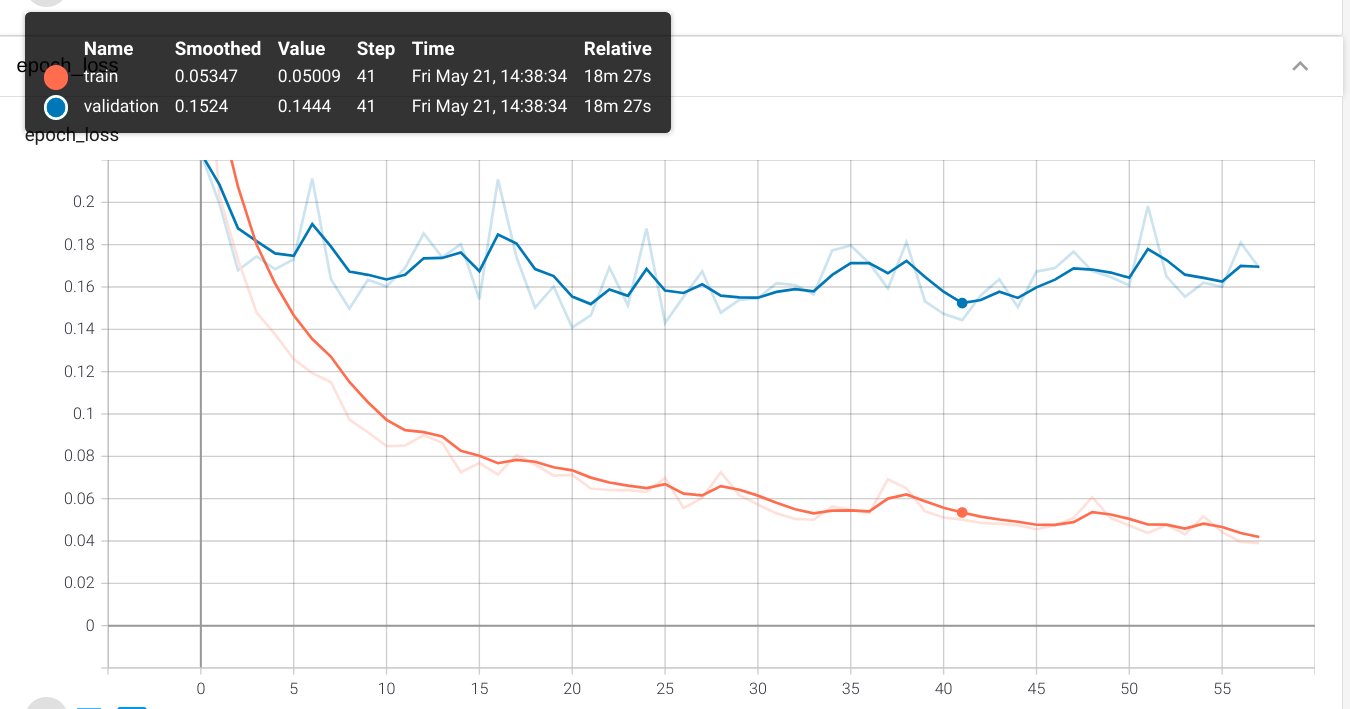 Name Smoothed Value Step Time Relative
epoch_loss
train 0.05347 0.05009 41 Fri May 21, 14:38:34 18m 27s
validation 0.1524 0.1444 41 Fri May 21, 14:38:34 18m 27s
epoch_loss
0.2
0.18
0.16
0.14
0.12
0.1
0.08
0.06
0.04
0.02
0
0 5 10 15 20 25 30 35 40 45 50 55